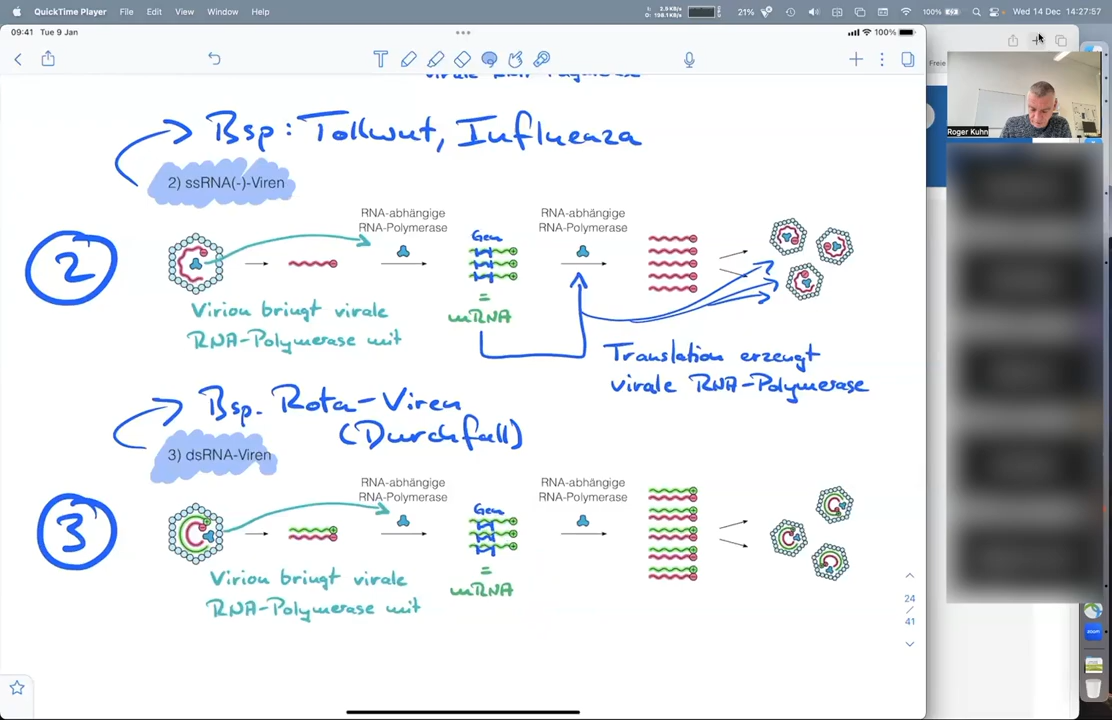 QuickTime Player File Edit View Window Help
21% 100% Wed 14 Dec 14:27:57
09:41 Tue 9 Jan
100%
Freie
Roger Kuhn
Bsp: Tollwut, Influenza
2) ssRNA(-)-Viren
RNA-abhängige
RNA-Polymerase
RNA-abhängige
RNA-Polymerase
2
Gen
=
mRNA
Virion bringt virale
RNA-Polymerase mit
Translation erzeugt
virale RNA-Polymerase
Bsp. Rota-Viren
(Durchfall)
3) dsRNA-Viren
RNA-abhängige
RNA-Polymerase
RNA-abhängige
RNA-Polymerase
3
Gen
=
mRNA
Virion bringt virale
RNA-Polymerase mit
24
/
41
zoom